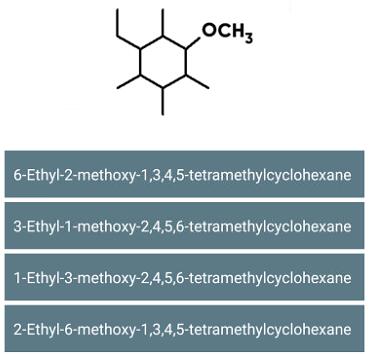 OCH3
6-Ethyl-2-methoxy-1,3,4,5-tetramethylcyclohexane
3-Ethyl-1-methoxy-2,4,5,6-tetramethylcyclohexane
1-Ethyl-3-methoxy-2,4,5,6-tetramethylcyclohexane
2-Ethyl-6-methoxy-1,3,4,5-tetramethylcyclohexane